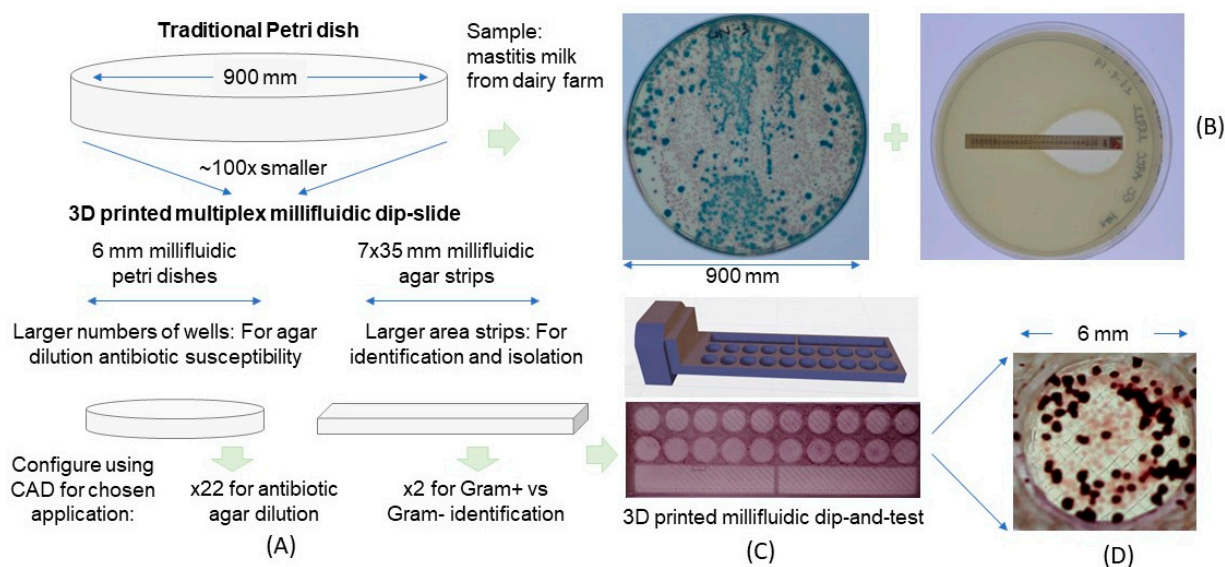 Traditional Petri dish
900 mm
Sample:
mastitis milk
from dairy farm
~100x smaller
3D printed multiplex millifluidic dip-slide
6 mm millifluidic
petri dishes
7x35 mm millifluidic
agar strips
Larger numbers of wells: For agar
dilution antibiotic susceptibility
Larger area strips: For
identification and isolation
Configure using
CAD for chosen
application:
x22 for antibiotic
agar dilution
x2 for Gram+ vs
Gram- identification
(A)
900 mm
(B)
3D printed millifluidic dip-and-test
(C)
6 mm
(D)